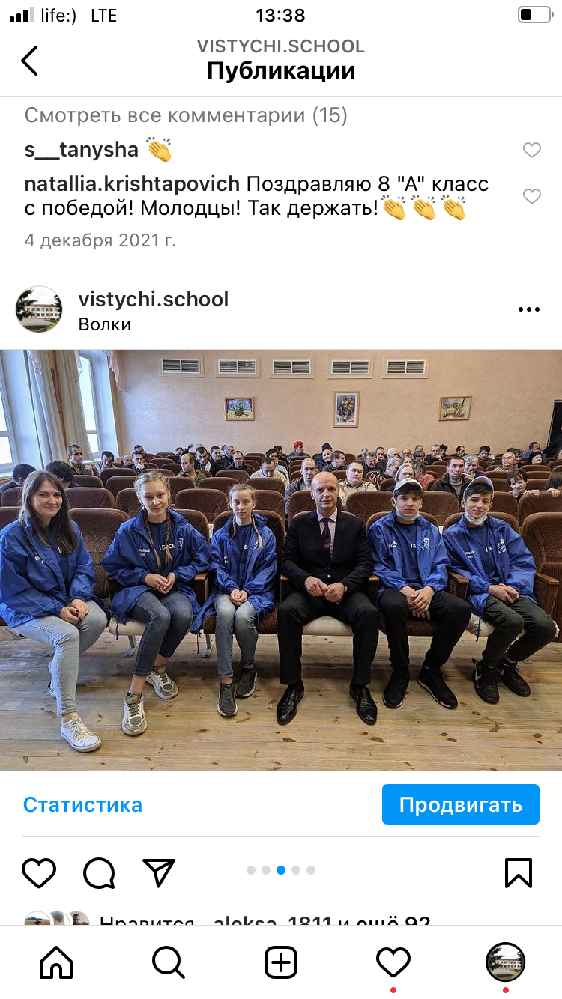 life:) LTE
13:38
VISTYCHI.SCHOOL
Публикации
Смотреть все комментарии (15)
s__tanysha 👏
natallia.krishtapovich Поздравляю 8 "А" класс
с победой! Молодцы! Так держать!👏👏👏
4 декабря 2021 г.
vistychi.school
Волки
БРСМ
Статистика
Продвигать
Нравится aleksa_1811 и ещё 92